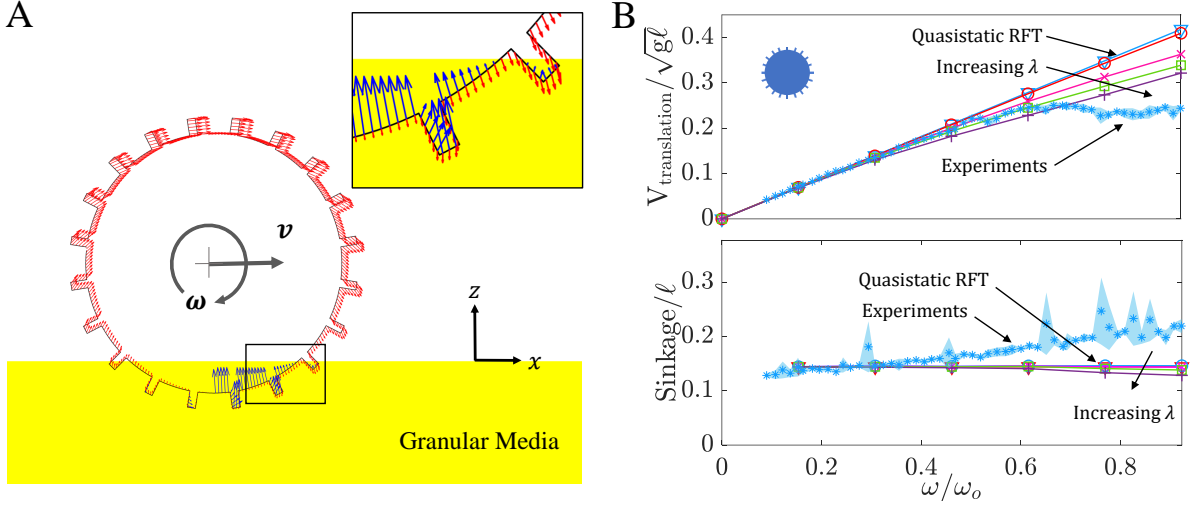 A
v
ω
z
x
Granular Media
B
V_translation/√gℓ
0.4
0.3
0.2
0.1
0
Quasistatic RFT
Increasing λ
Experiments
Sinkage/ℓ
0.3
0.2
0.1
0
Quasistatic RFT
Experiments
Increasing λ
0 0.2 0.4 0.6 0.8
ω/ω_o